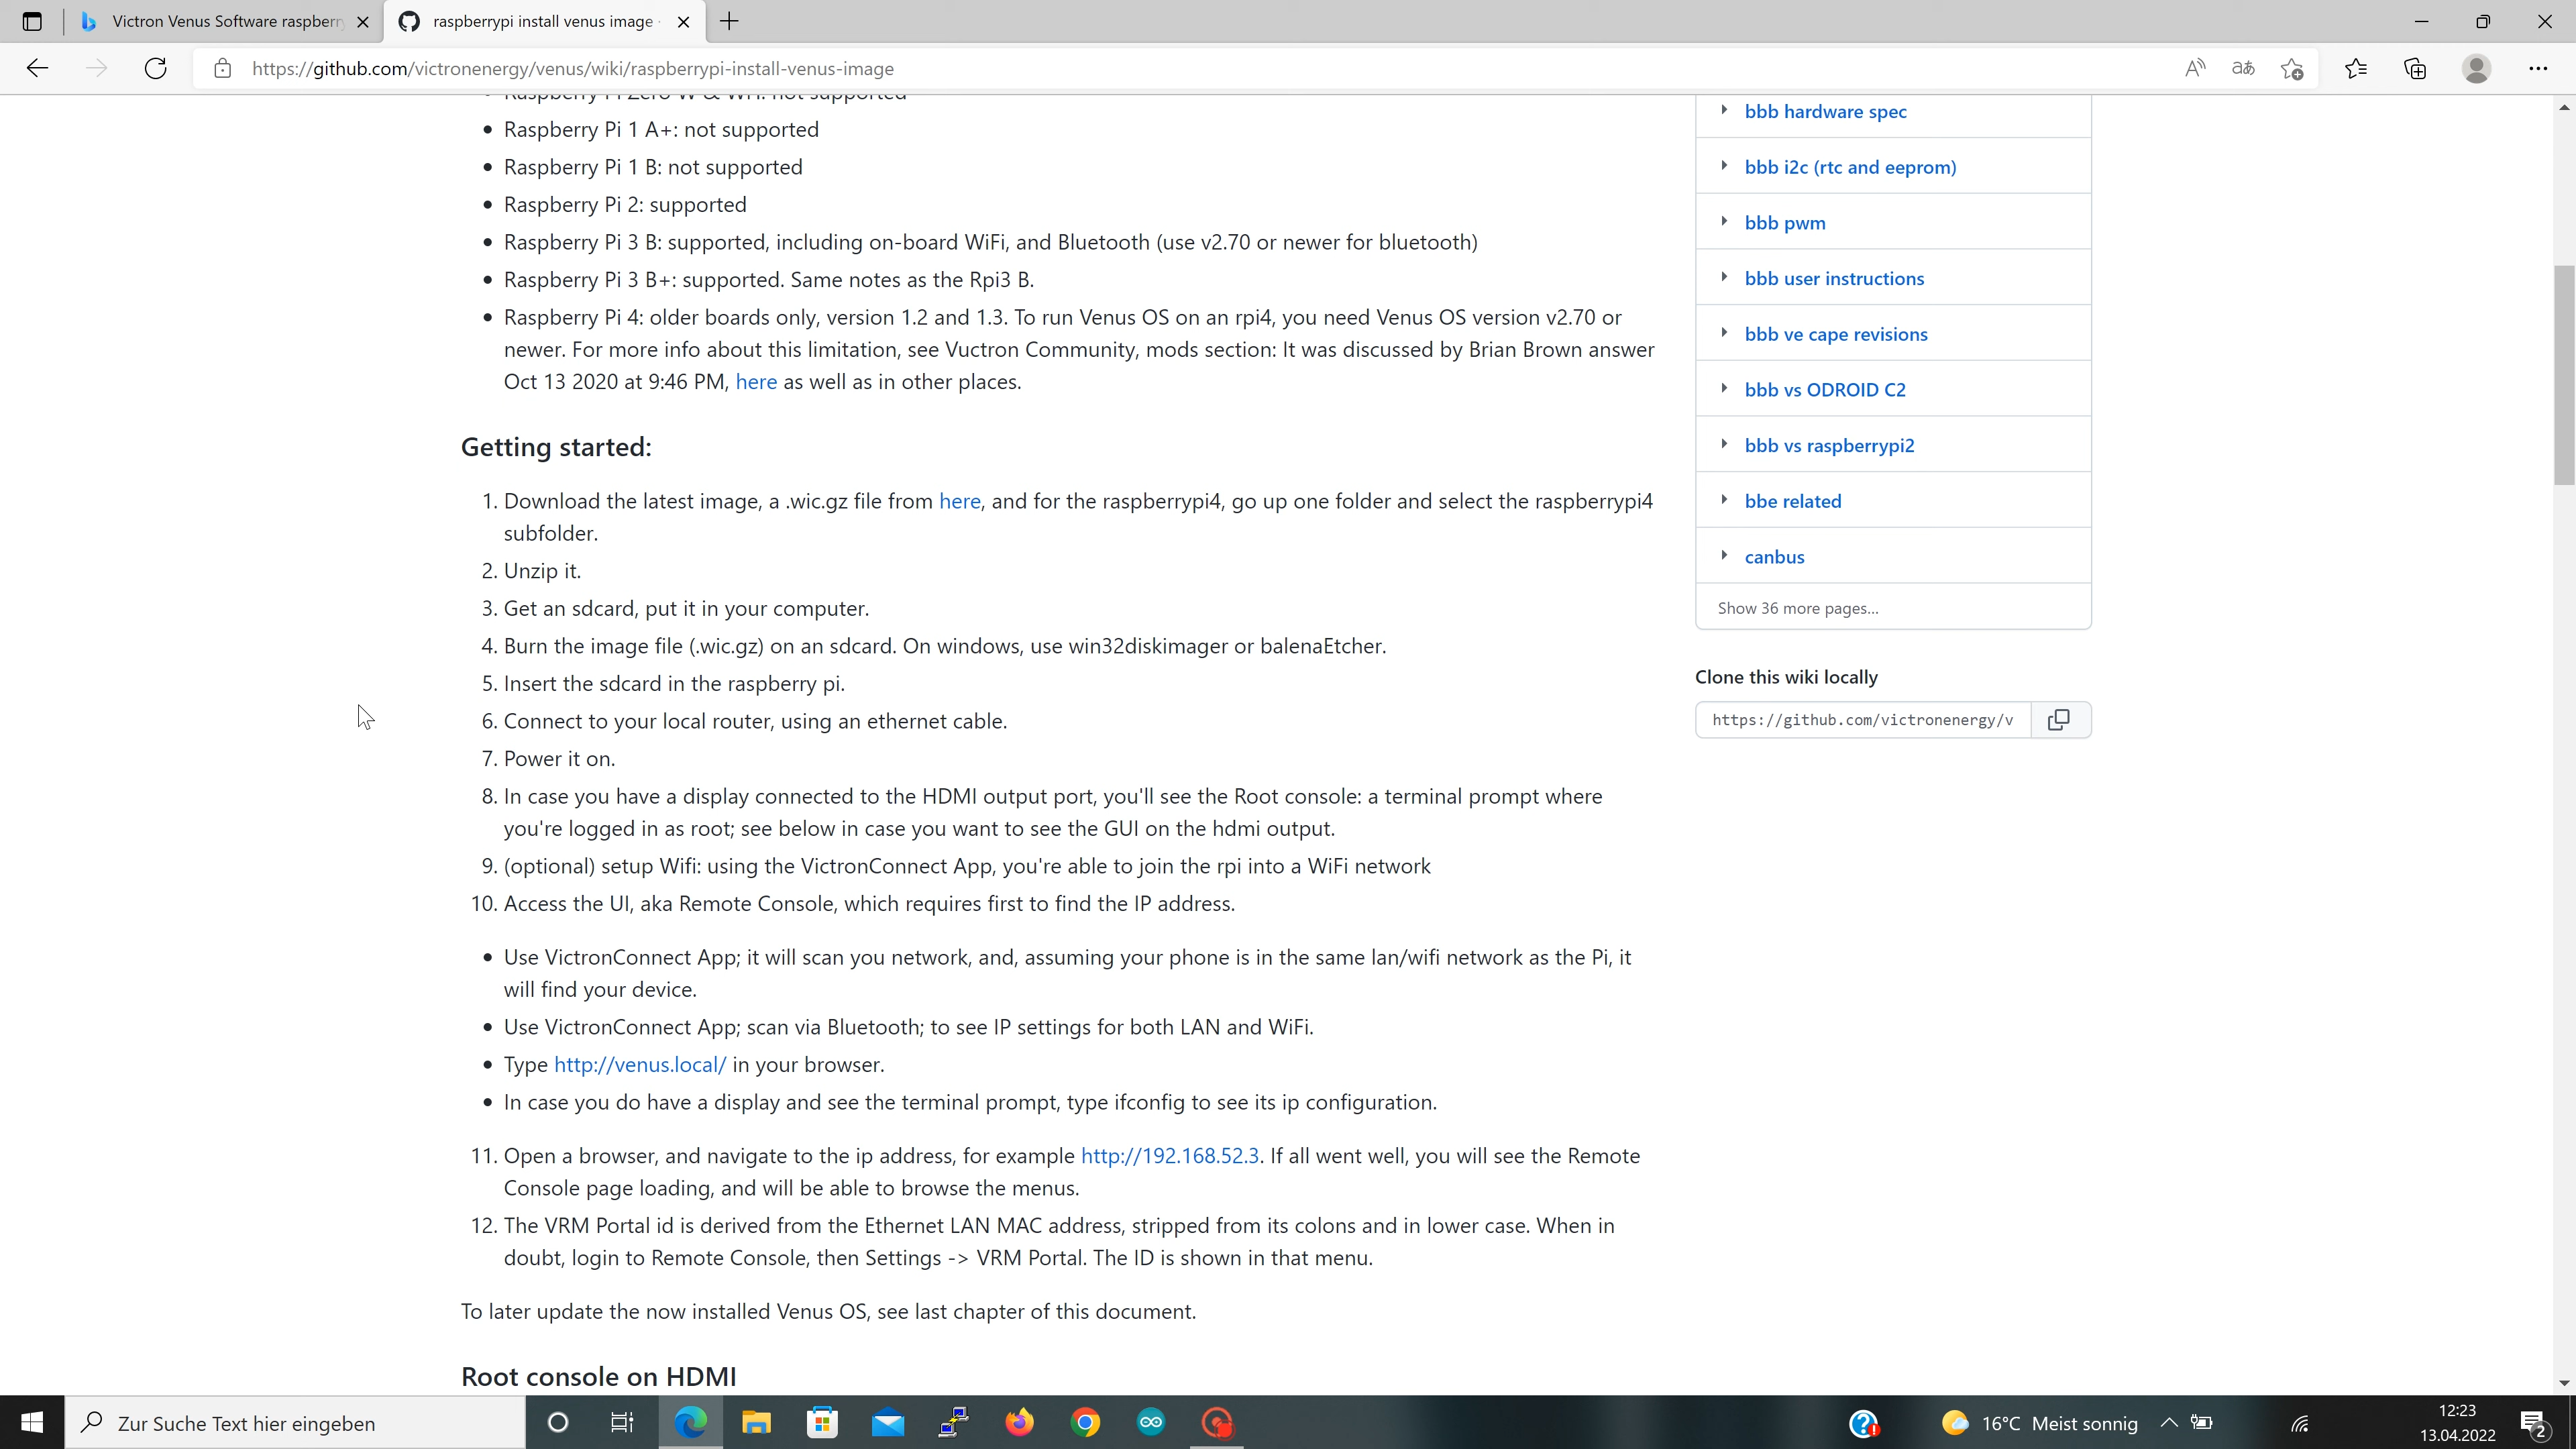 Victron Venus Software raspberry
raspberrypi install venus image
https://github.com/victronenergy/venus/wiki/raspberrypi-install-venus-image
Raspberry Pi Zero W & WH: not supported
Raspberry Pi 1 A+: not supported
Raspberry Pi 1 B: not supported
Raspberry Pi 2: supported
Raspberry Pi 3 B: supported, including on-board WiFi, and Bluetooth (use v2.70 or newer for bluetooth)
Raspberry Pi 3 B+: supported. Same notes as the Rpi3 B.
Raspberry Pi 4: older boards only, version 1.2 and 1.3. To run Venus OS on an rpi4, you need Venus OS version v2.70 or
newer. For more info about this limitation, see Vuctron Community, mods section: It was discussed by Brian Brown answer
Oct 13 2020 at 9:46 PM, here as well as in other places.
Getting started:
1. Download the latest image, a .wic.gz file from here, and for the raspberrypi4, go up one folder and select the raspberrypi4
subfolder.
2. Unzip it.
3. Get an sdcard, put it in your computer.
4. Burn the image file (.wic.gz) on an sdcard. On windows, use win32diskimager or balenaEtcher.
5. Insert the sdcard in the raspberry pi.
6. Connect to your local router, using an ethernet cable.
7. Power it on.
8. In case you have a display connected to the HDMI output port, you'll see the Root console: a terminal prompt where
you're logged in as root; see below in case you want to see the GUI on the hdmi output.
9. (optional) setup Wifi: using the VictronConnect App, you're able to join the rpi into a WiFi network
10. Access the UI, aka Remote Console, which requires first to find the IP address.
Use VictronConnect App; it will scan you network, and, assuming your phone is in the same lan/wifi network as the Pi, it
will find your device.
Use VictronConnect App; scan via Bluetooth; to see IP settings for both LAN and WiFi.
Type http://venus.local/ in your browser.
In case you do have a display and see the terminal prompt, type ifconfig to see its ip configuration.
11. Open a browser, and navigate to the ip address, for example http://192.168.52.3. If all went well, you will see the Remote
Console page loading, and will be able to browse the menus.
12. The VRM Portal id is derived from the Ethernet LAN MAC address, stripped from its colons and in lower case. When in
doubt, login to Remote Console, then Settings -> VRM Portal. The ID is shown in that menu.
To later update the now installed Venus OS, see last chapter of this document.
Root console on HDMI
bbb hardware spec
bbb i2c (rtc and eeprom)
bbb pwm
bbb user instructions
bbb ve cape revisions
bbb vs ODROID C2
bbb vs raspberrypi2
bbe related
canbus
Show 36 more pages...
Clone this wiki locally
https://github.com/victronenergy/v
Zur Suche Text hier eingeben
16°C Meist sonnig
12:23
13.04.2022
2